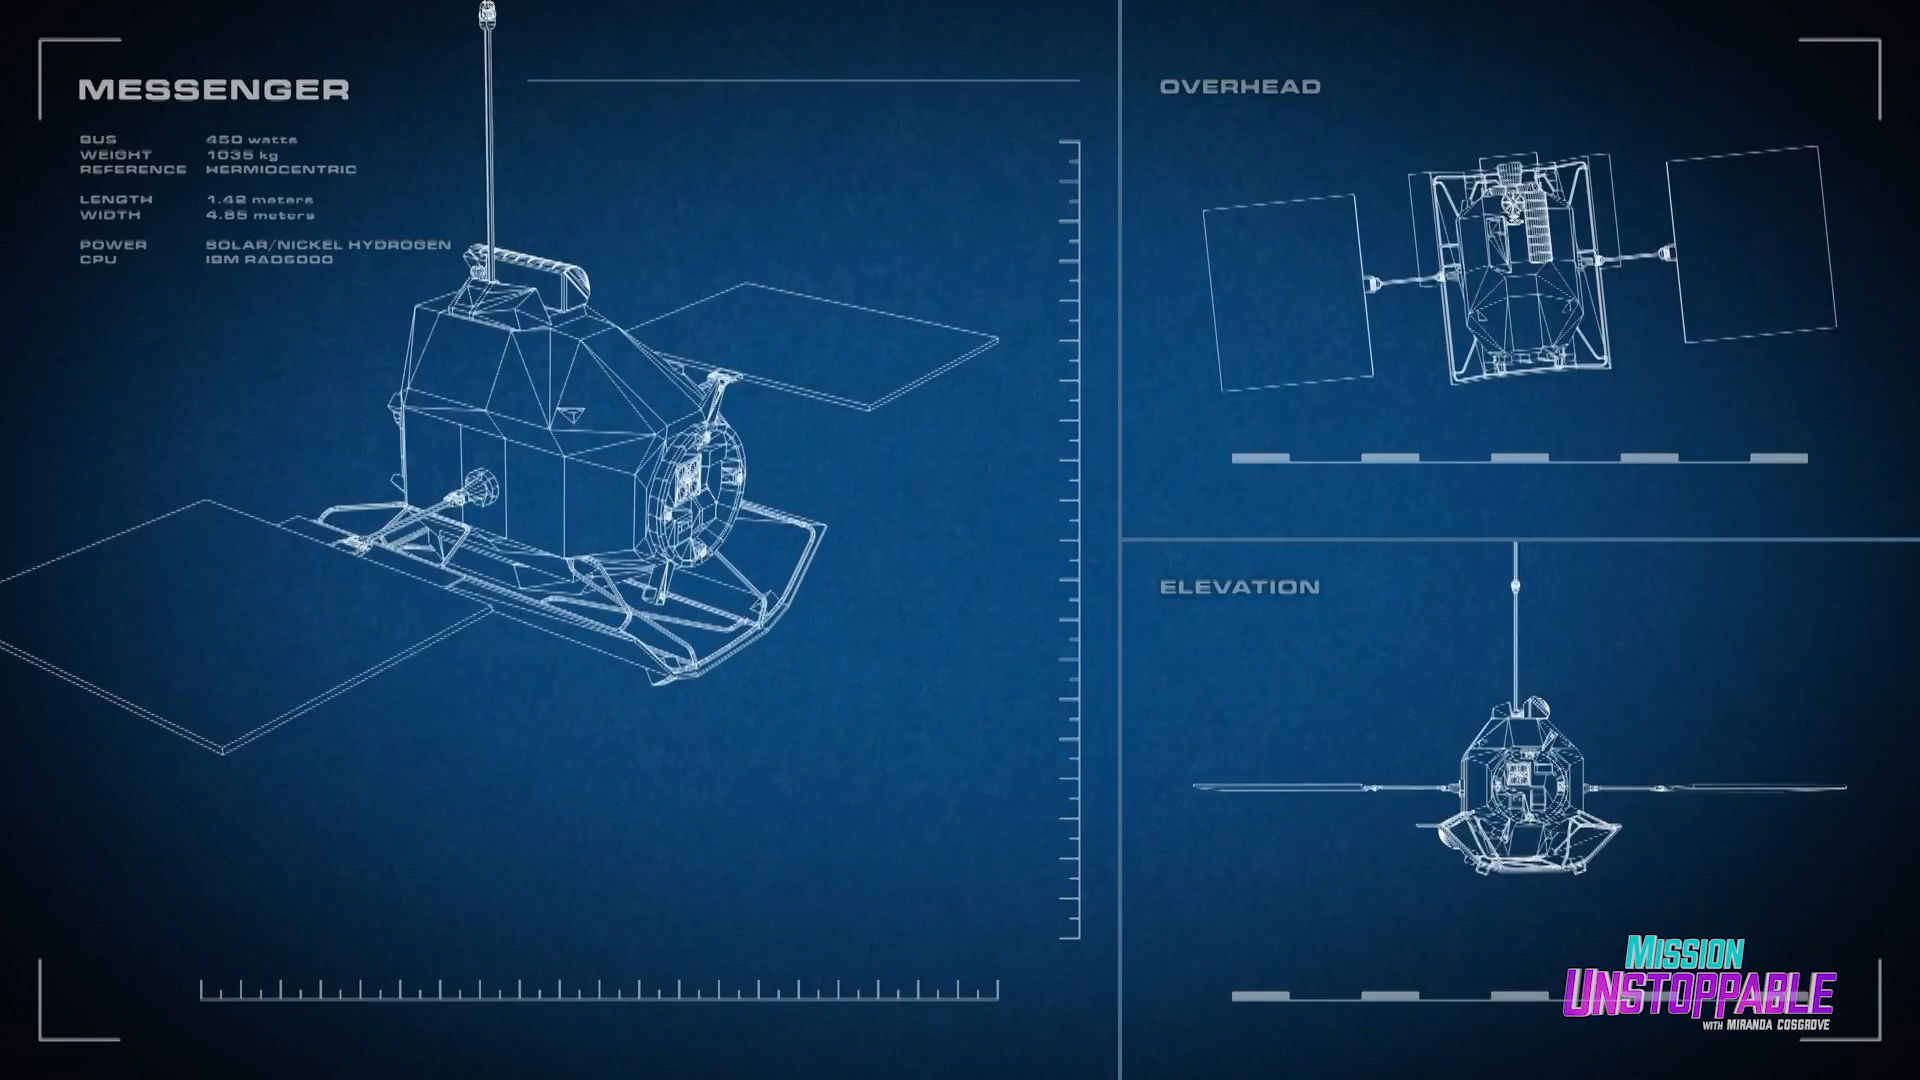 MESSENGER
BUS 450 watts
WEIGHT 1035 kg
REFERENCE HERMIOCENTRIC
LENGTH 1.42 meters
WIDTH 4.85 meters
POWER SOLAR/NICKEL HYDROGEN
CPU IBM RAD6000
OVERHEAD
ELEVATION
MISSION
UNSTOPPABLE
WITH MIRANDA COSGROVE